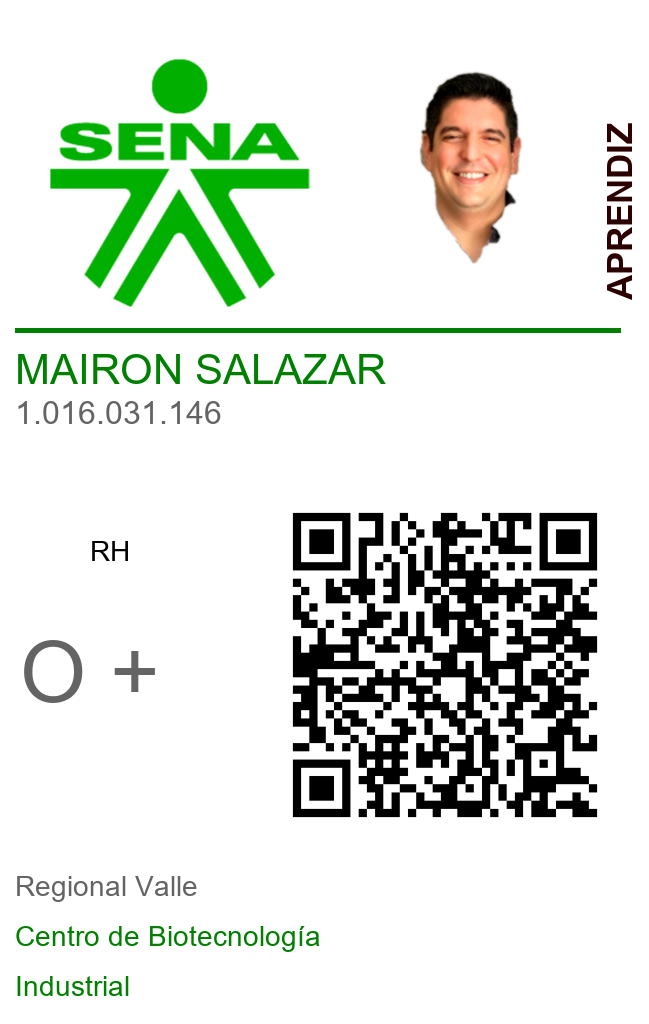 SENA
APRENDIZ
MAIRON SALAZAR
1.016.031.146
RH
O +
Regional Valle
Centro de Biotecnología
Industrial